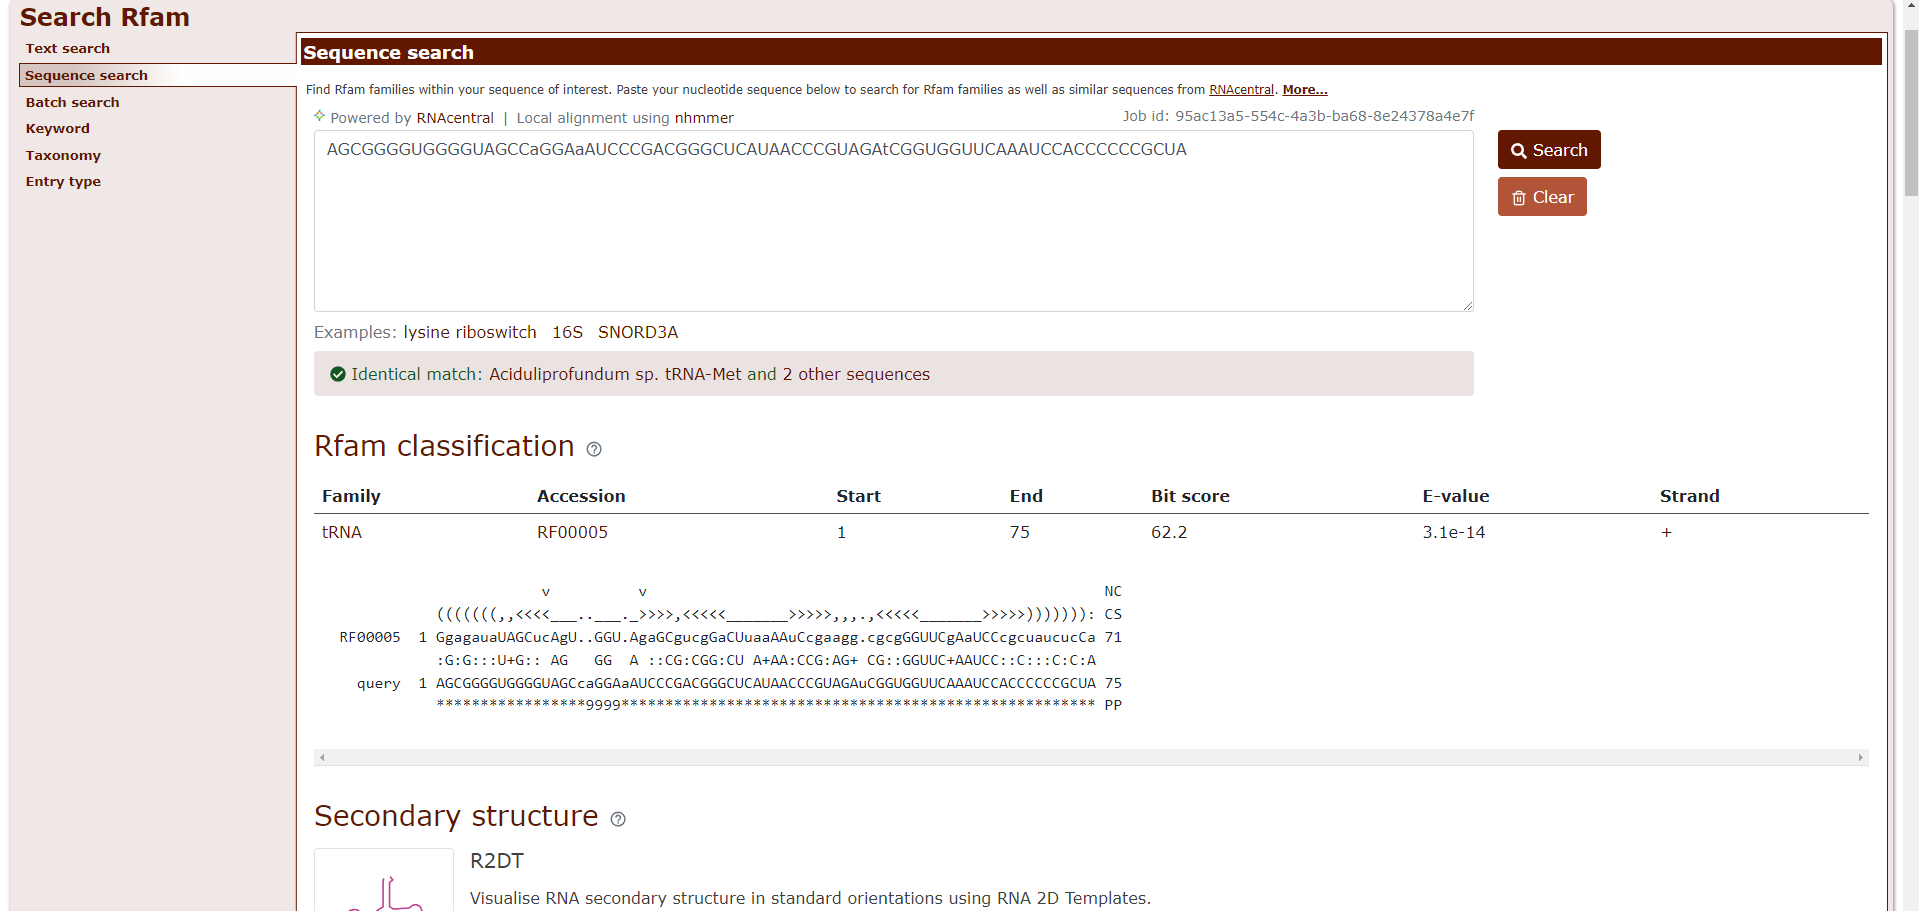 Search Rfam
Text search
Sequence search
Batch search
Keyword
Taxonomy
Entry type
Sequence search
Find Rfam families within your sequence of interest. Paste your nucleotide sequence below to search for Rfam families as well as similar sequences from RNAcentral. More...
Powered by RNAcentral | Local alignment using nhmmer
Job id: 95ac13a5-554c-4a3b-ba68-8e24378a4e7f
AGCGGGGUGGGGUAGCCaGGAaAUCCCGACGGGCUCAUAACCCGUAGAtCGGUGGUUCAAAUCCACCCCCCGCUA
Search
Clear
Examples: lysine riboswitch 16S SNORD3A
Identical match: Aciduliprofundum sp. tRNA-Met and 2 other sequences
Rfam classification
Family Accession Start End Bit score E-value Strand
tRNA RF00005 1 75 62.2 3.1e-14 +
v v NC
(((((((,,<<<<___..___._>>>>,<<<<<_______>>>>>,,,.,<<<<<_______>>>>>))))))): CS
RF00005 1 GgagauaUAGCucAgU..GGU.AgaGCgucgGaCUuaaAAuCcgaagg.cgcgGGUUCgAaUCCcgcuaucucCa 71
:G:G:::U+G:: AG GG A ::CG:CGG:CU A+AA:CCG:AG+ CG::GGUUC+AAUCC::C:::C:C:A
query 1 AGCGGGGUGGGGUAGCcaGGAaAUCCCGACGGGCUCAUAACCCGUAGAuCGGUGGUUCAAAUCCACCCCCCGCUA 75
*****************9999****************************************************** PP
Secondary structure
R2DT
Visualise RNA secondary structure in standard orientations using RNA 2D Templates.